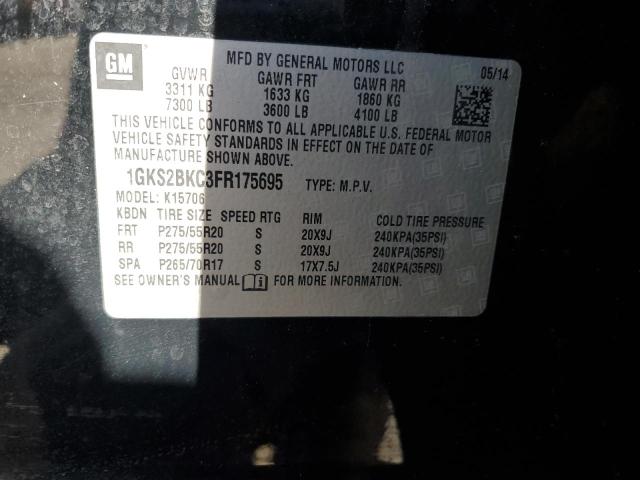 GM
MFD BY GENERAL MOTORS LLC 05/14
GVWR GAWR FRT GAWR RR
3311 KG 1633 KG 1860 KG
7300 LB 3600 LB 4100 LB
THIS VEHICLE CONFORMS TO ALL APPLICABLE U.S. FEDERAL MOTOR
VEHICLE SAFETY STANDARDS IN EFFECT ON THE DATE OF
MANUFACTURE SHOWN ABOVE.
1GKS2BKC3FR175695 TYPE: M.P.V.
MODEL: K15706
KBDN TIRE SIZE SPEED RTG RIM COLD TIRE PRESSURE
FRT P275/55R20 S 20X9J 240KPA(35PSI)
RR P275/55R20 S 20X9J 240KPA(35PSI)
SPA P265/70R17 S 17X7.5J 240KPA(35PSI)
SEE OWNER'S MANUAL FOR MORE INFORMATION.